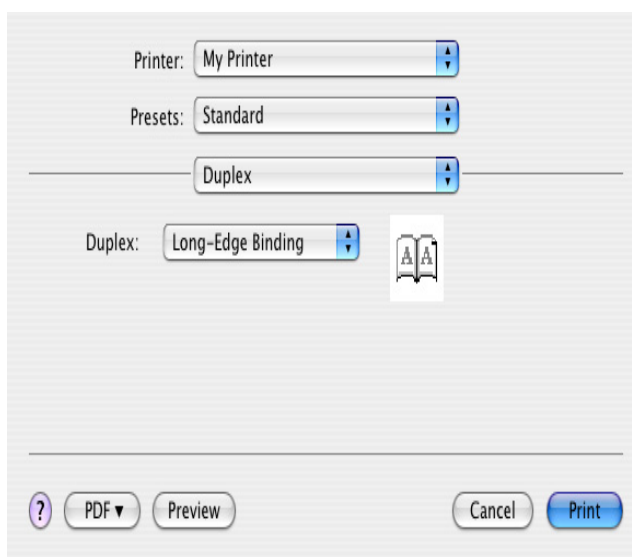 Printer: My Printer
Presets: Standard
Duplex
Duplex: Long-Edge Binding
A A
? PDF▼ Preview Cancel Print